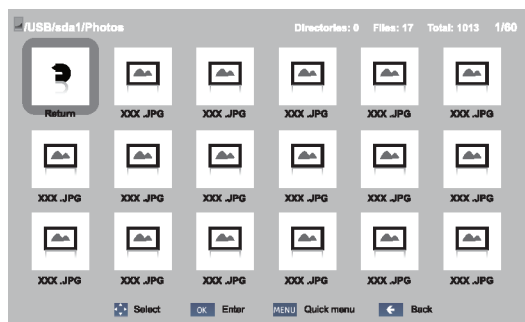 /USB/sda1/Photos Directories: 0 Files: 17 Total: 1013 1/60
Return XXX .JPG XXX .JPG XXX .JPG XXX .JPG XXX .JPG
XXX .JPG XXX .JPG XXX .JPG XXX .JPG XXX .JPG XXX .JPG
XXX .JPG XXX .JPG XXX .JPG XXX .JPG XXX .JPG XXX .JPG
Select OK Enter MENU Quick menu Back